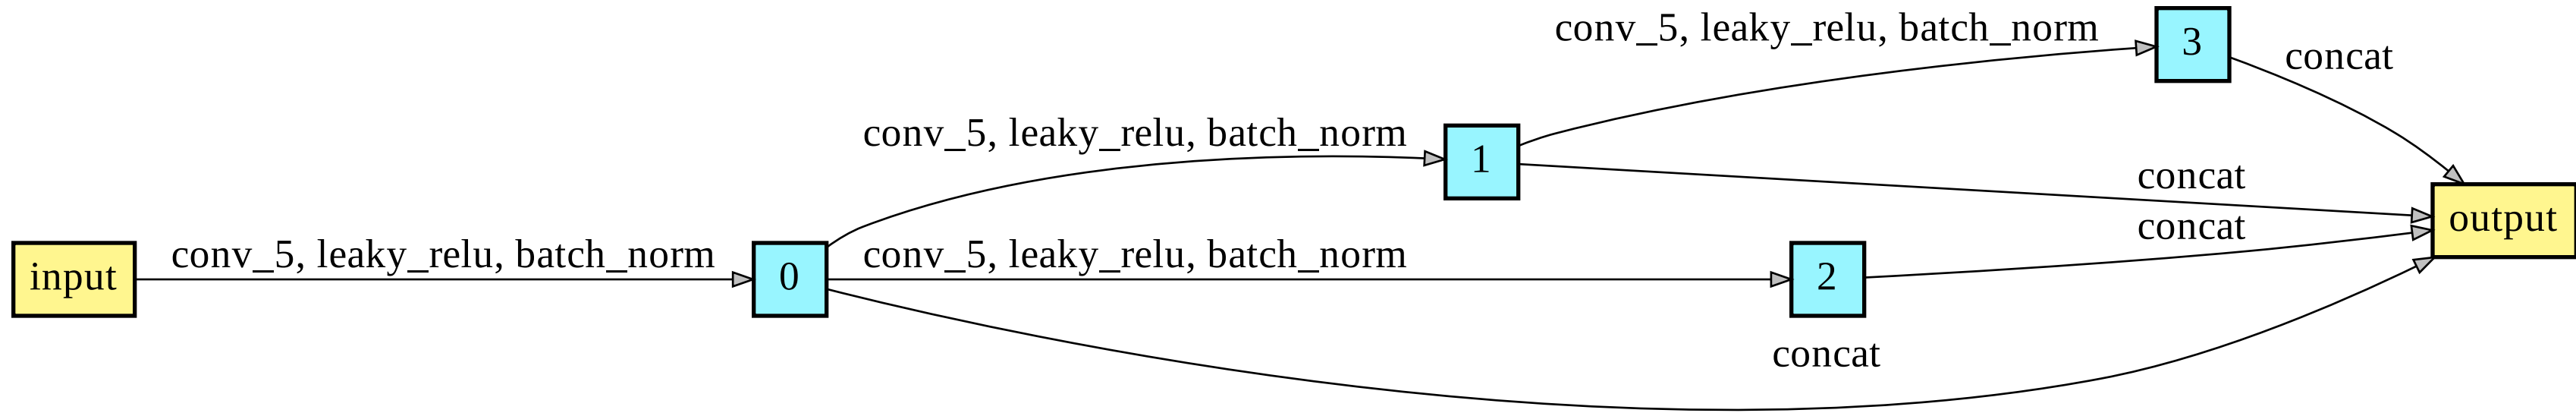 conv_5, leaky_relu, batch_norm
3
concat
conv_5, leaky_relu, batch_norm
1
concat
output
concat
input
conv_5, leaky_relu, batch_norm
0
conv_5, leaky_relu, batch_norm
2
concat